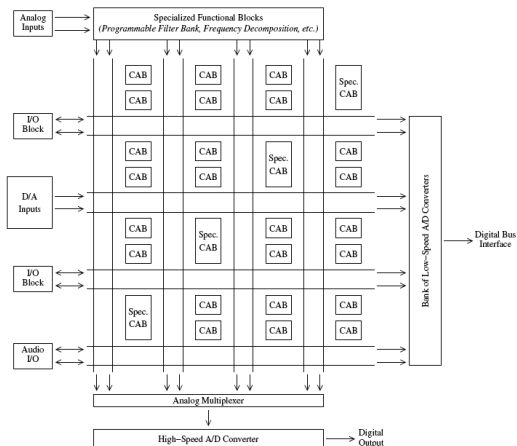 Analog
Inputs
Specialized Functional Blocks
(Programmable Filter Bank, Frequency Decomposition, etc.)
CAB
CAB
CAB
Spec.
CAB
CAB
CAB
CAB
I/O
Block
CAB
CAB
Spec.
CAB
CAB
CAB
CAB
CAB
D/A
Inputs
Bank of Low-Speed A/D Converters
Digital Bus
Interface
CAB
Spec.
CAB
CAB
CAB
CAB
CAB
CAB
I/O
Block
Spec.
CAB
CAB
CAB
CAB
CAB
CAB
CAB
Audio
I/O
Analog Multiplexer
High-Speed A/D Converter
Digital
Output